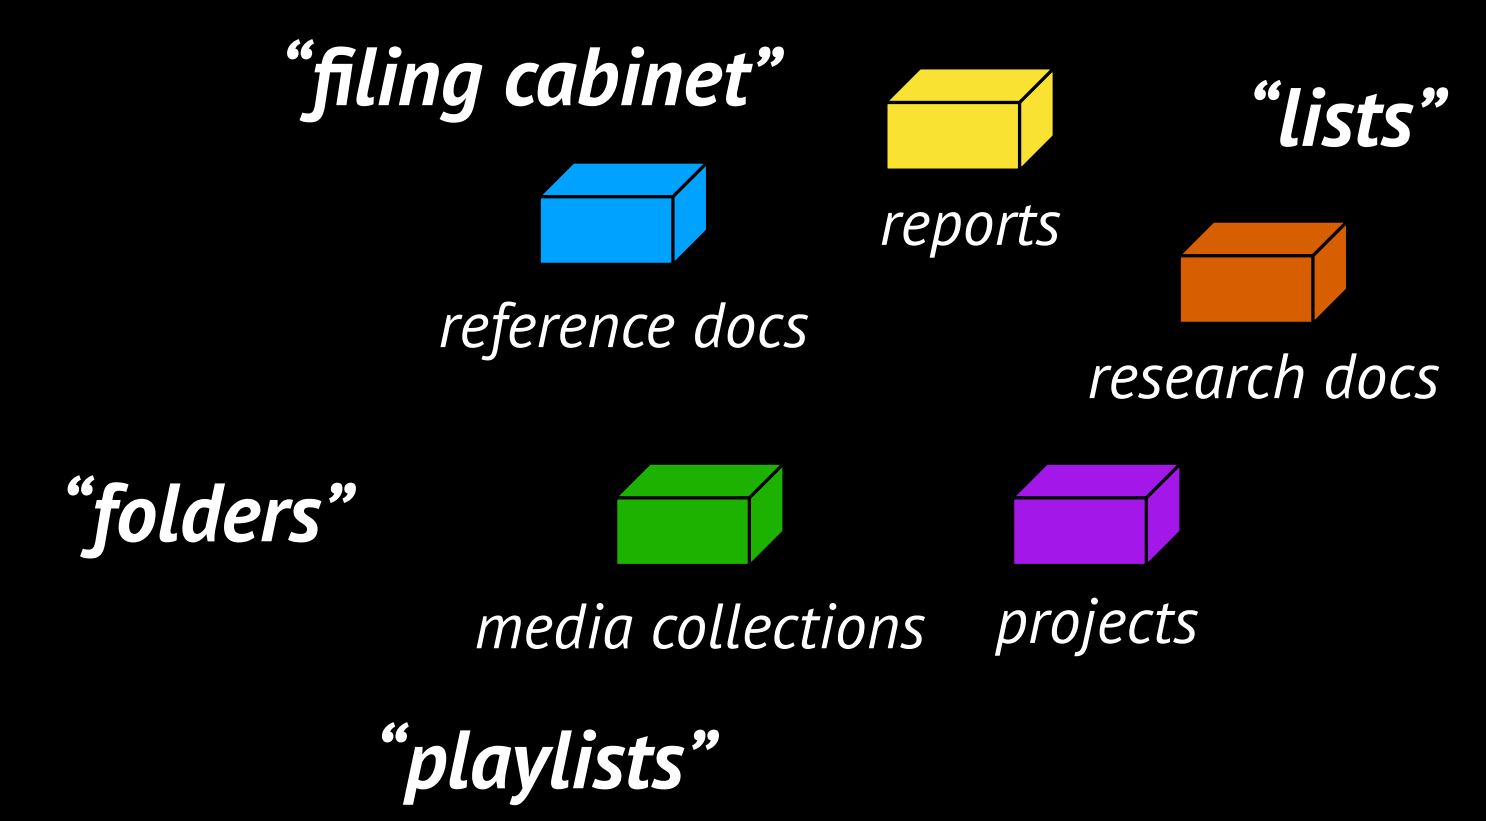 “filing cabinet”
“lists”
reports
reference docs
research docs
“folders”
media collections
projects
“playlists”